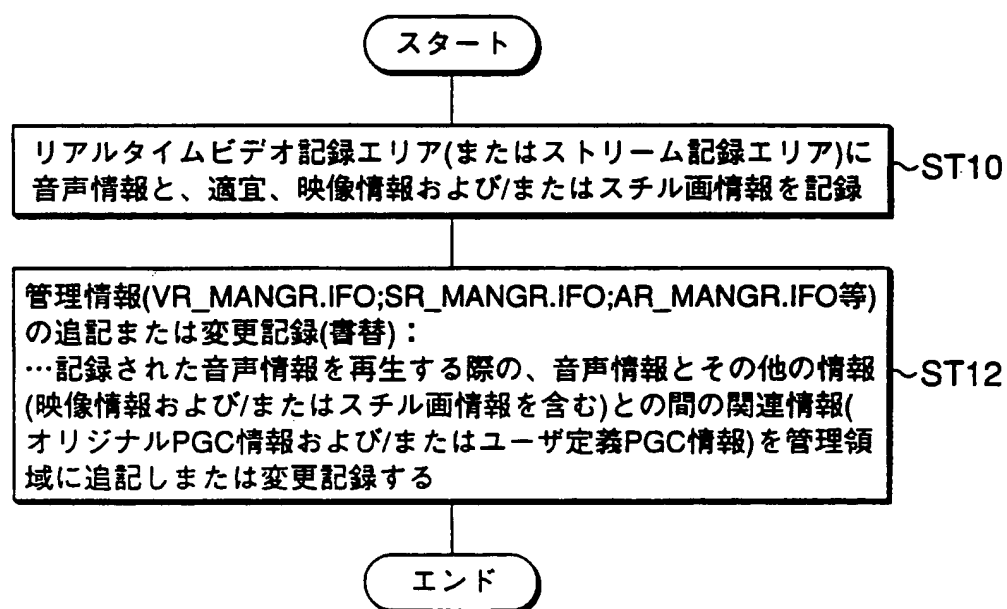 スタート
リアルタイムビデオ記録エリア(またはストリーム記録エリア)に
音声情報と、適宜、映像情報および/またはスチル画情報を記録
~ST10
管理情報(VR_MANGR.IFO;SR_MANGR.IFO;AR_MANGR.IFO等)
の追記または変更記録(書替)：
…記録された音声情報を再生する際の、音声情報とその他の情報
(映像情報および/またはスチル画情報を含む)との間の関連情報(
オリジナルPGC情報および/またはユーザ定義PGC情報)を管理領
域に追記しまたは変更記録する
~ST12
エンド